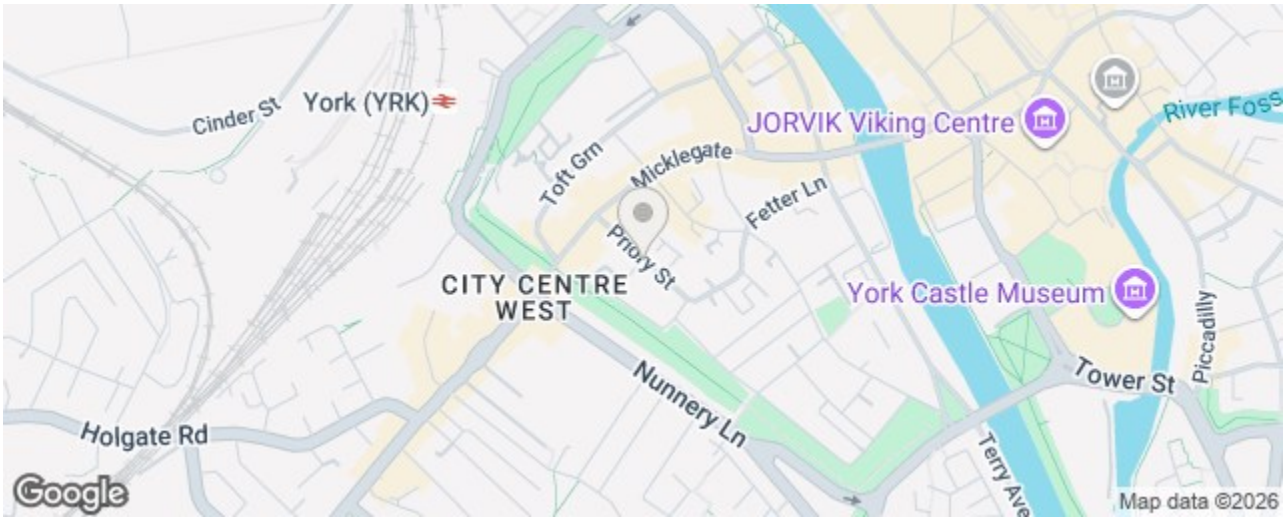 York (YRK)
Cinder St
Toft Grn
Micklegate
JORVIK Viking Centre
River Foss
Fetter Ln
Priory St
CITY CENTRE
WEST
York Castle Museum
Piccadilly
Tower St
Nunnery Ln
Holgate Rd
Terry Ave
Google
Map data ©2026